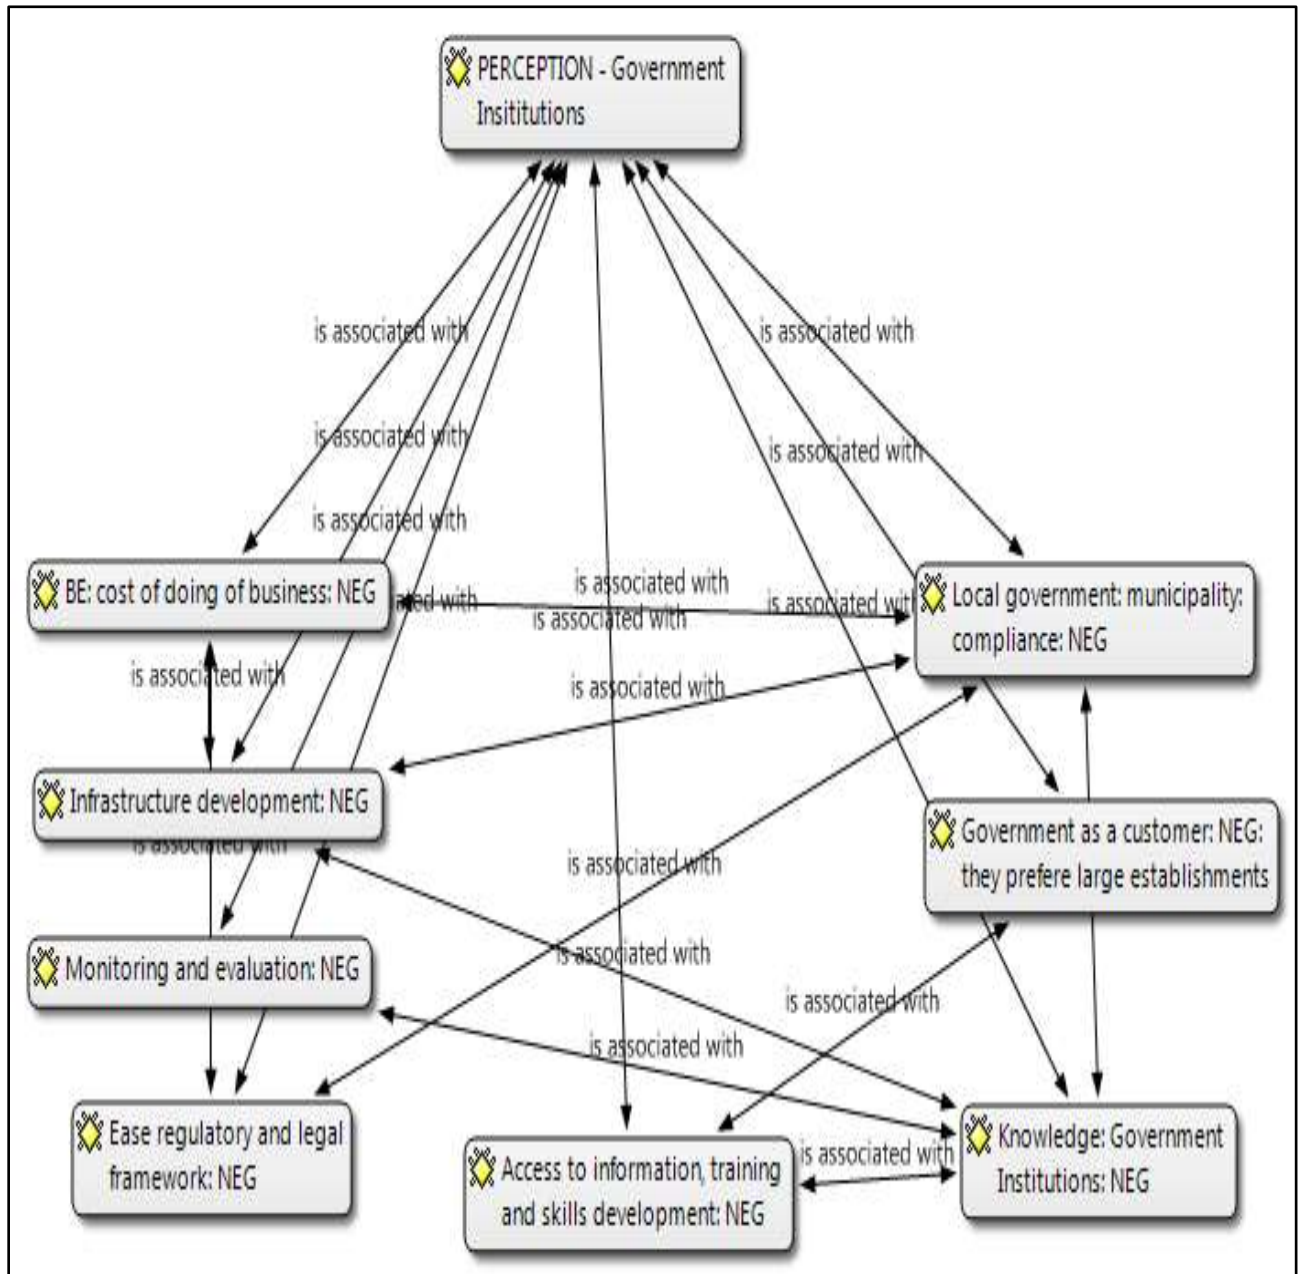 PERCEPTION - Government
Insititutions
is associated with
is associated with
is associated with
is associated with
is associated with
BE: cost of doing of business: NEG
ated with
is associated with
is associated with
is associated with
Local government: municipality:
compliance: NEG
is associated with
is associated with
Infrastructure development: NEG
is associated with
Government as a customer: NEG:
they prefere large establishments
is associated with
Monitoring and evaluation: NEG
is associated with
is associated with
is associated with
Ease regulatory and legal
framework: NEG
Access to information, training
and skills development: NEG
is associated with
Knowledge: Government
Institutions: NEG